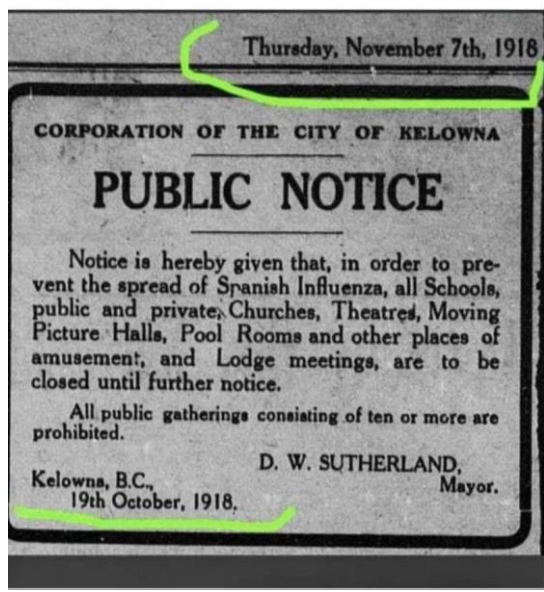 Thursday, November 7th, 1918
CORPORATION OF THE CITY OF KELOWNA
PUBLIC NOTICE
Notice is hereby given that, in order to pre-
vent the spread of Spanish Influenza, all Schools,
public and private, Churches, Theatres, Moving
Picture Halls, Pool Rooms and other places of
amusement, and Lodge meetings, are to be
closed until further notice.
All public gatherings consisting of ten or more are
prohibited.
D. W. SUTHERLAND,
Kelowna, B.C., Mayor.
19th October, 1918.